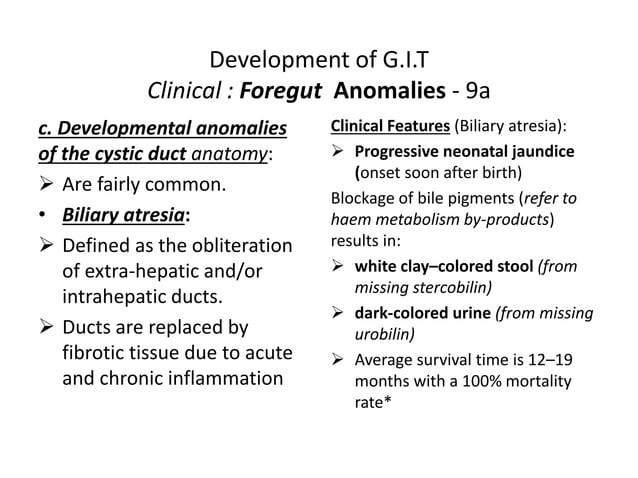 Development of G.I.T
Clinical : Foregut Anomalies - 9a
c. Developmental anomalies
of the cystic duct anatomy:
➢ Are fairly common.
• Biliary atresia:
➢ Defined as the obliteration
of extra-hepatic and/or
intrahepatic ducts.
➢ Ducts are replaced by
fibrotic tissue due to acute
and chronic inflammation
Clinical Features (Biliary atresia):
➢ Progressive neonatal jaundice
(onset soon after birth)
Blockage of bile pigments (refer to
haem metabolism by-products)
results in:
➢ white clay–colored stool (from
missing stercobilin)
➢ dark-colored urine (from missing
urobilin)
➢ Average survival time is 12–19
months with a 100% mortality
rate*